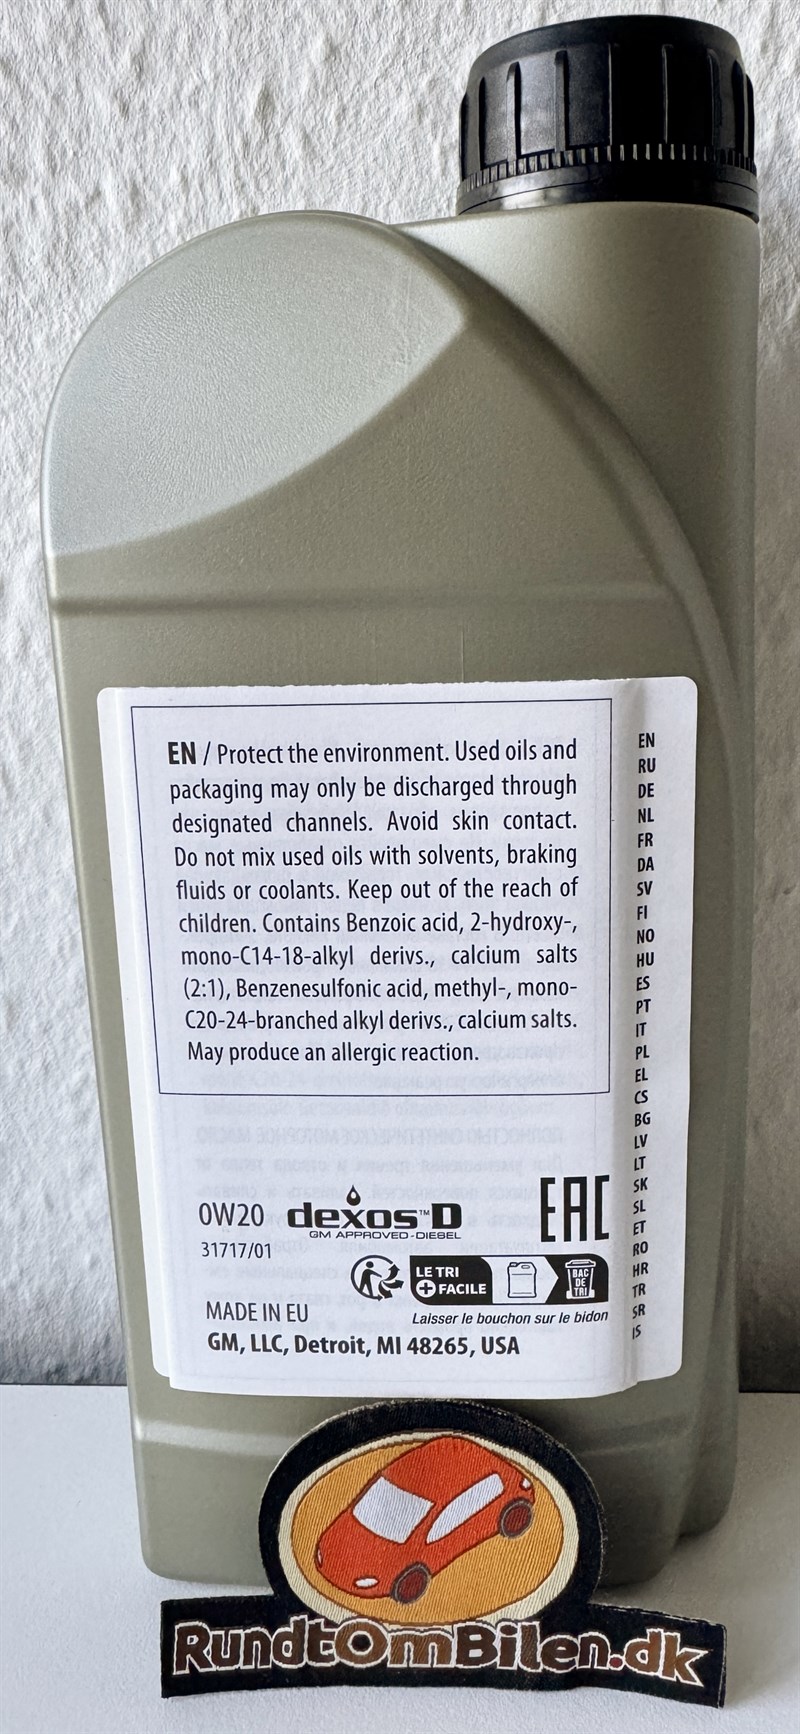 EN / Protect the environment. Used oils and
packaging may only be discharged through
designated channels. Avoid skin contact.
Do not mix used oils with solvents, braking
fluids or coolants. Keep out of the reach of
children. Contains Benzoic acid, 2-hydroxy-,
mono-C14-18-alkyl derivs., calcium salts
(2:1), Benzenesulfonic acid, methyl-, mono-
C20-24-branched alkyl derivs., calcium salts.
May produce an allergic reaction.
0W20 dexos™ D
GM APPROVED-DIESEL
31717/01
EAC
LE TRI
+ FACILE
BAC
DE
TRI
Laisser le bouchon sur le bidon
MADE IN EU
GM, LLC, Detroit, MI 48265, USA
EN
RU
DE
NL
FR
DA
SV
FI
NO
HU
ES
PT
IT
PL
EL
CS
BG
LV
LT
SK
SL
ET
RO
HR
TR
SR
IS
RundtOmBilen.dk